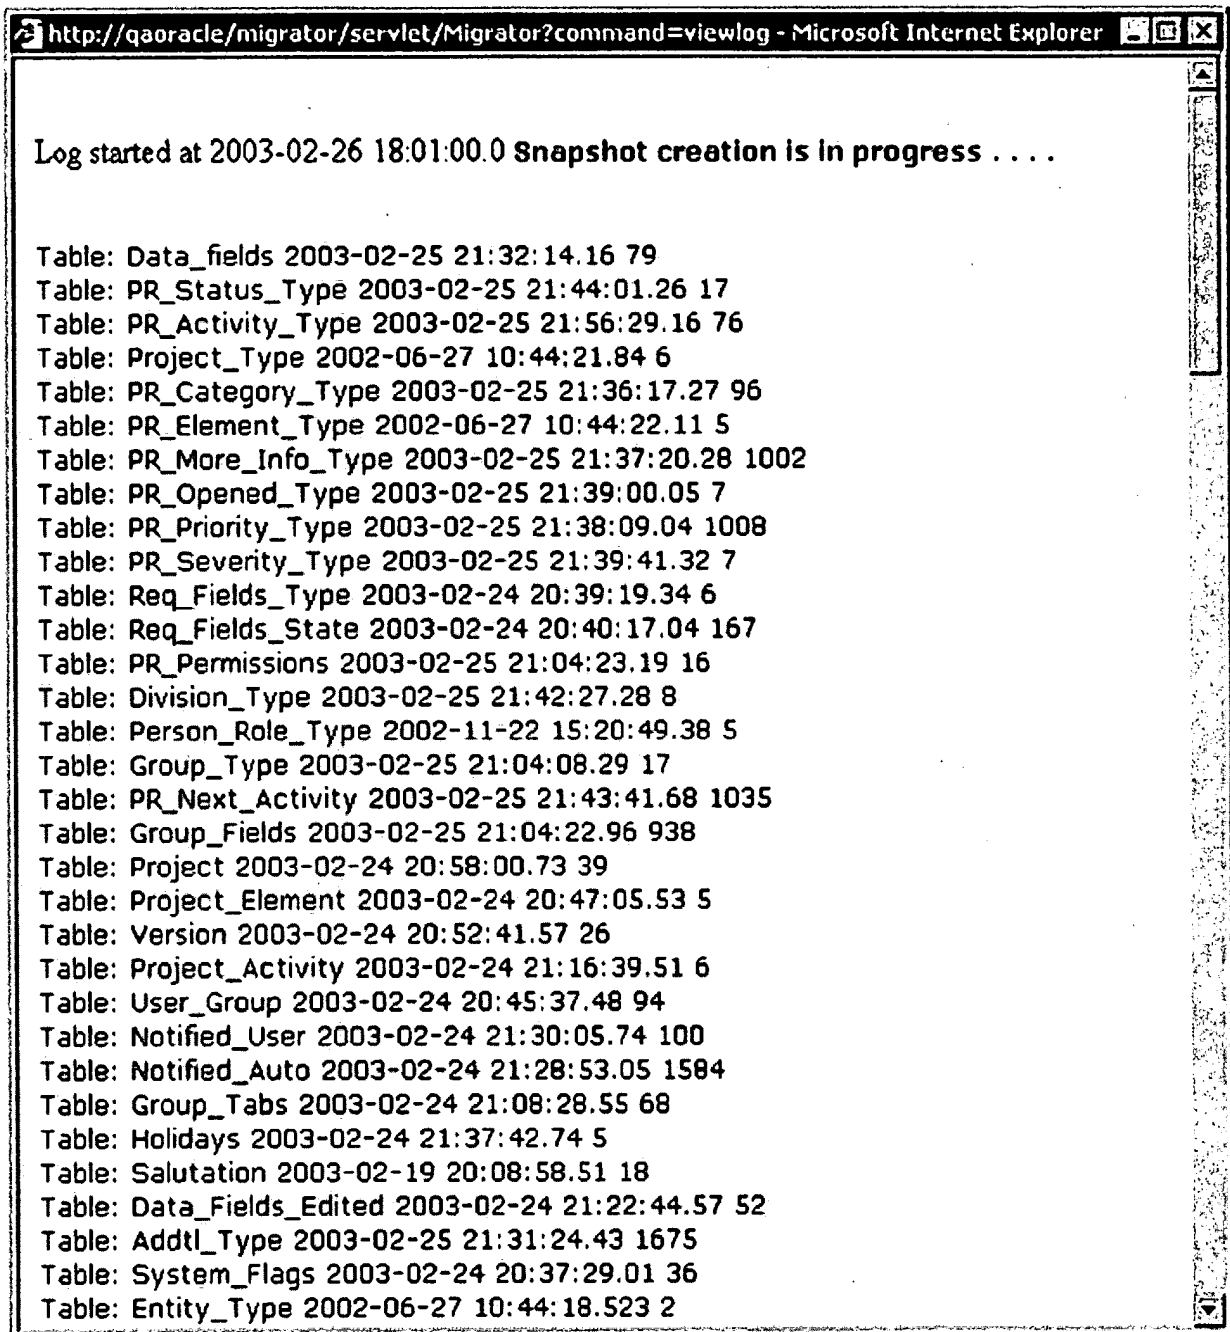 http://qaoracle/migrator/servlet/Migrator?command=viewlog - Microsoft Internet Explorer
Log started at 2003-02-26 18:01:00.0 Snapshot creation is in progress . . . .
Table: Data_fields 2003-02-25 21:32:14.16 79
Table: PR_Status_Type 2003-02-25 21:44:01.26 17
Table: PR_Activity_Type 2003-02-25 21:56:29.16 76
Table: Project_Type 2002-06-27 10:44:21.84 6
Table: PR_Category_Type 2003-02-25 21:36:17.27 96
Table: PR_Element_Type 2002-06-27 10:44:22.11 5
Table: PR_More_Info_Type 2003-02-25 21:37:20.28 1002
Table: PR_Opened_Type 2003-02-25 21:39:00.05 7
Table: PR_Priority_Type 2003-02-25 21:38:09.04 1008
Table: PR_Severity_Type 2003-02-25 21:39:41.32 7
Table: Req_Fields_Type 2003-02-24 20:39:19.34 6
Table: Req_Fields_State 2003-02-24 20:40:17.04 167
Table: PR_Permissions 2003-02-25 21:04:23.19 16
Table: Division_Type 2003-02-25 21:42:27.28 8
Table: Person_Role_Type 2002-11-22 15:20:49.38 5
Table: Group_Type 2003-02-25 21:04:08.29 17
Table: PR_Next_Activity 2003-02-25 21:43:41.68 1035
Table: Group_Fields 2003-02-25 21:04:22.96 938
Table: Project 2003-02-24 20:58:00.73 39
Table: Project_Element 2003-02-24 20:47:05.53 5
Table: Version 2003-02-24 20:52:41.57 26
Table: Project_Activity 2003-02-24 21:16:39.51 6
Table: User_Group 2003-02-24 20:45:37.48 94
Table: Notified_User 2003-02-24 21:30:05.74 100
Table: Notified_Auto 2003-02-24 21:28:53.05 1584
Table: Group_Tabs 2003-02-24 21:08:28.55 68
Table: Holidays 2003-02-24 21:37:42.74 5
Table: Salutation 2003-02-19 20:08:58.51 18
Table: Data_Fields_Edited 2003-02-24 21:22:44.57 52
Table: Addtl_Type 2003-02-25 21:31:24.43 1675
Table: System_Flags 2003-02-24 20:37:29.01 36
Table: Entity_Type 2002-06-27 10:44:18.523 2